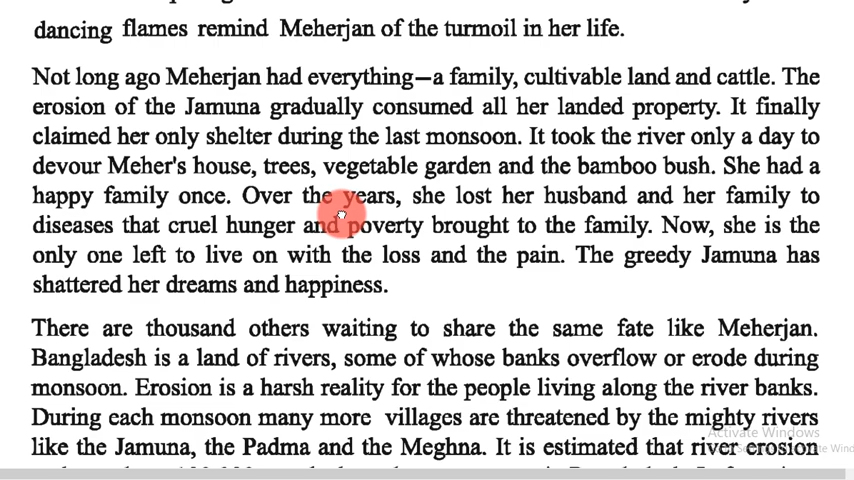 dancing flames remind Meherjan of the turmoil in her life.
Not long ago Meherjan had everything—a family, cultivable land and cattle. The
erosion of the Jamuna gradually consumed all her landed property. It finally
claimed her only shelter during the last monsoon. It took the river only a day to
devour Meher's house, trees, vegetable garden and the bamboo bush. She had a
happy family once. Over the years, she lost her husband and her family to
diseases that cruel hunger and poverty brought to the family. Now, she is the
only one left to live on with the loss and the pain. The greedy Jamuna has
shattered her dreams and happiness.
There are thousand others waiting to share the same fate like Meherjan.
Bangladesh is a land of rivers, some of whose banks overflow or erode during
monsoon. Erosion is a harsh reality for the people living along the river banks.
During each monsoon many more villages are threatened by the mighty rivers
like the Jamuna, the Padma and the Meghna. It is estimated that river erosion
Activate Windows